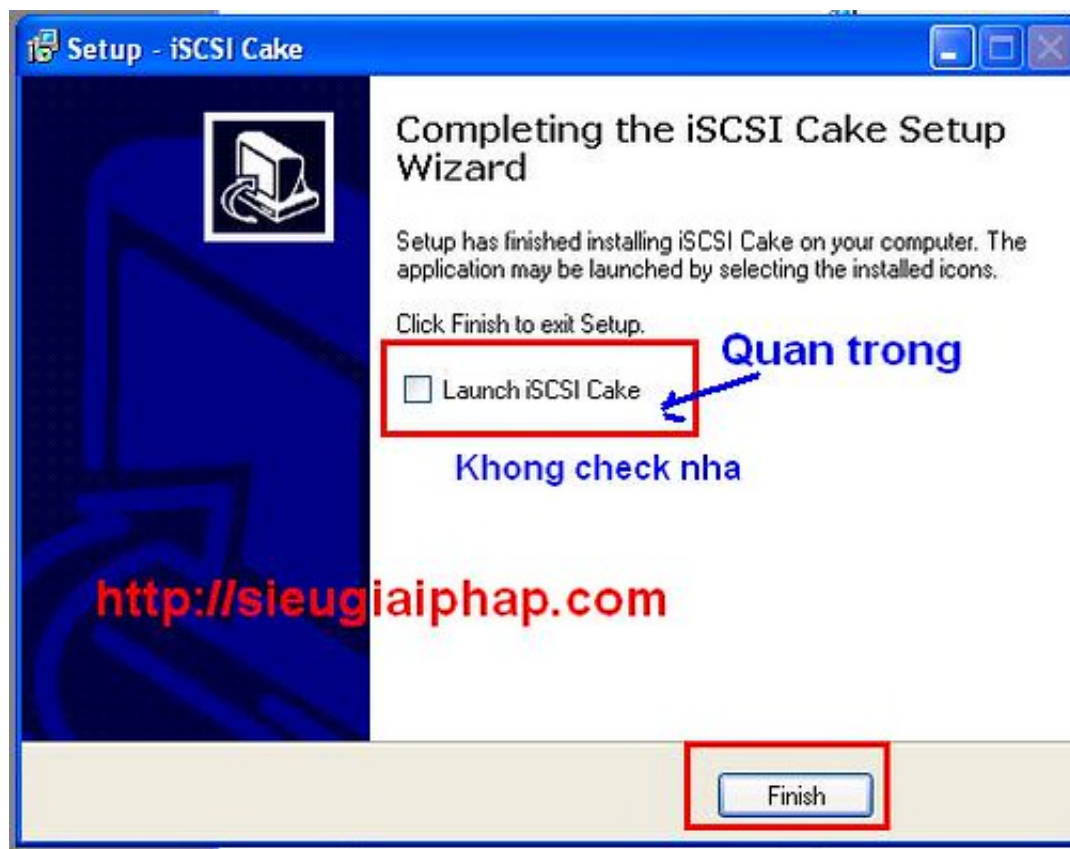 Setup - iSCSI Cake
Completing the iSCSI Cake Setup
Wizard
Setup has finished installing iSCSI Cake on your computer. The
application may be launched by selecting the installed icons.
Click Finish to exit Setup.
Quan trong
Launch iSCSI Cake
Khong check nha
http://sieugiaiphap.com
Finish